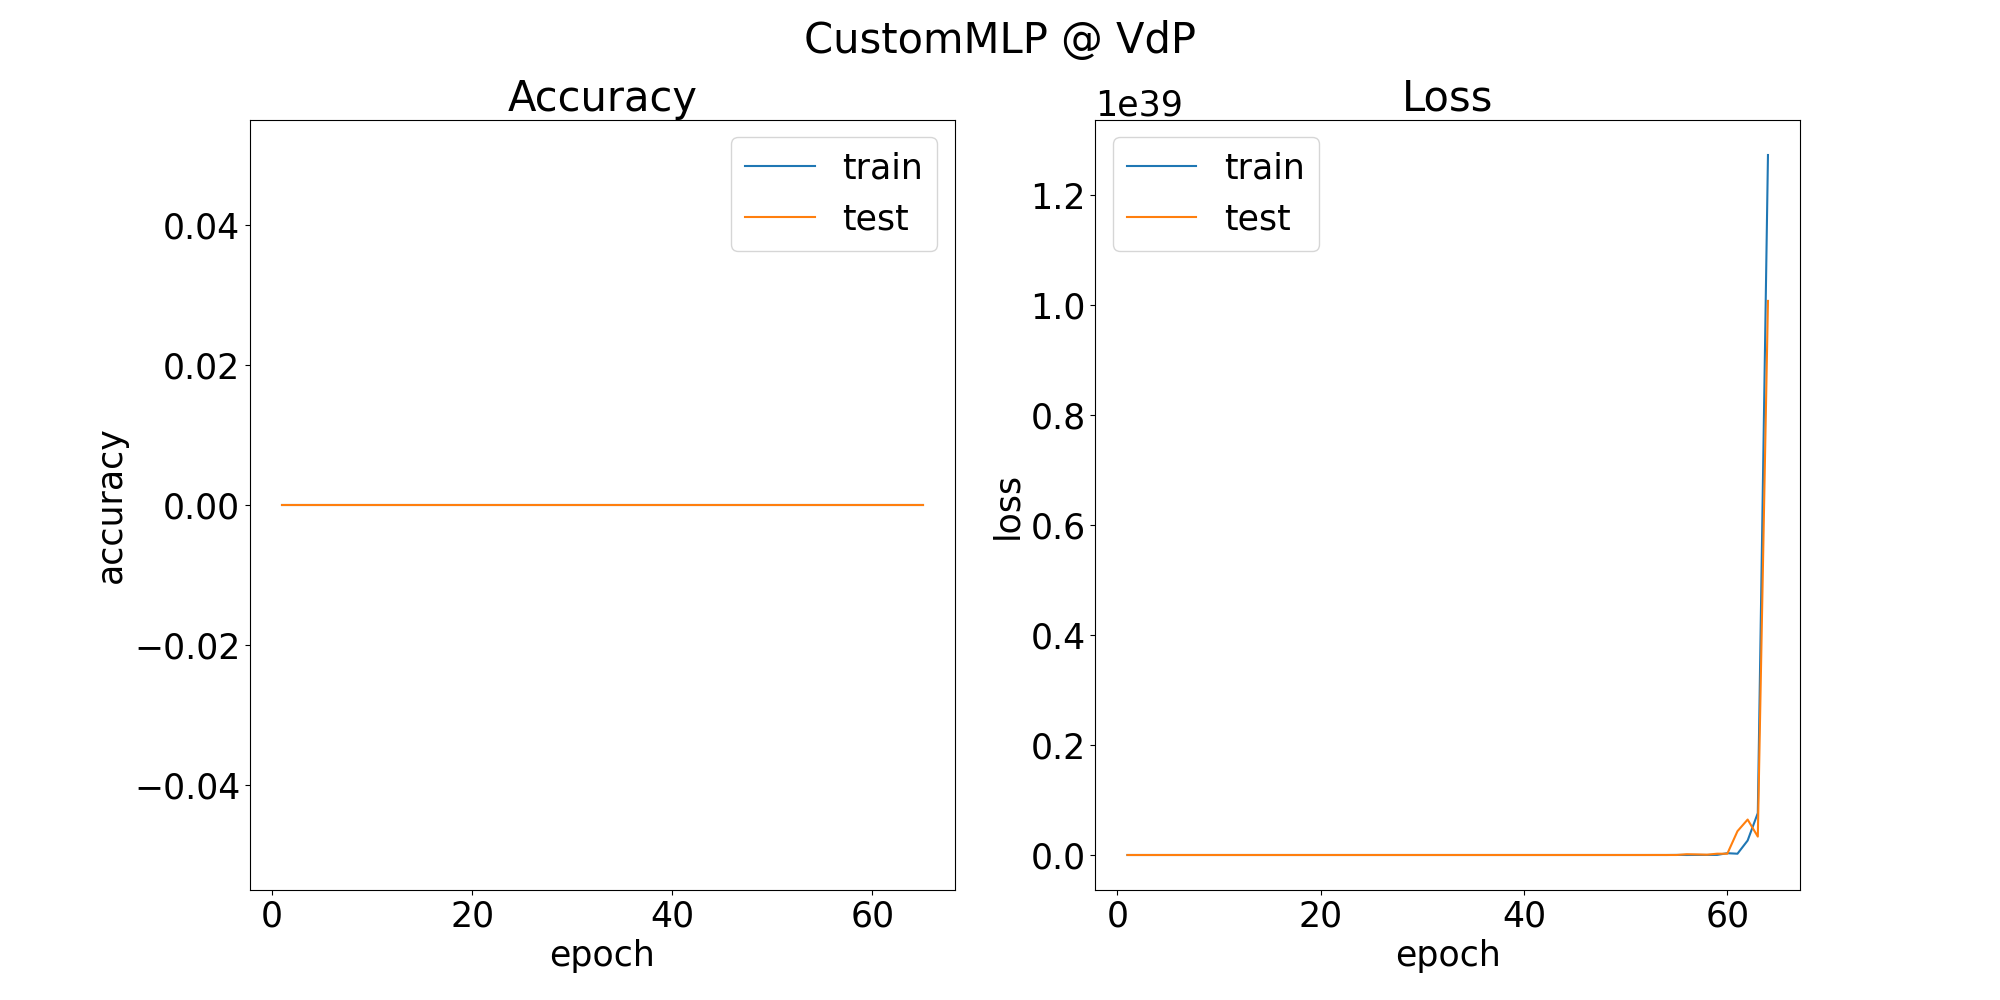 CustomMLP @ VdP
Accuracy
train
test
0.04
0.02
0.00
−0.02
−0.04
accuracy
0 20 40 60
epoch
Loss
1e39
train
test
1.2
1.0
0.8
0.6
0.4
0.2
0.0
loss
0 20 40 60
epoch